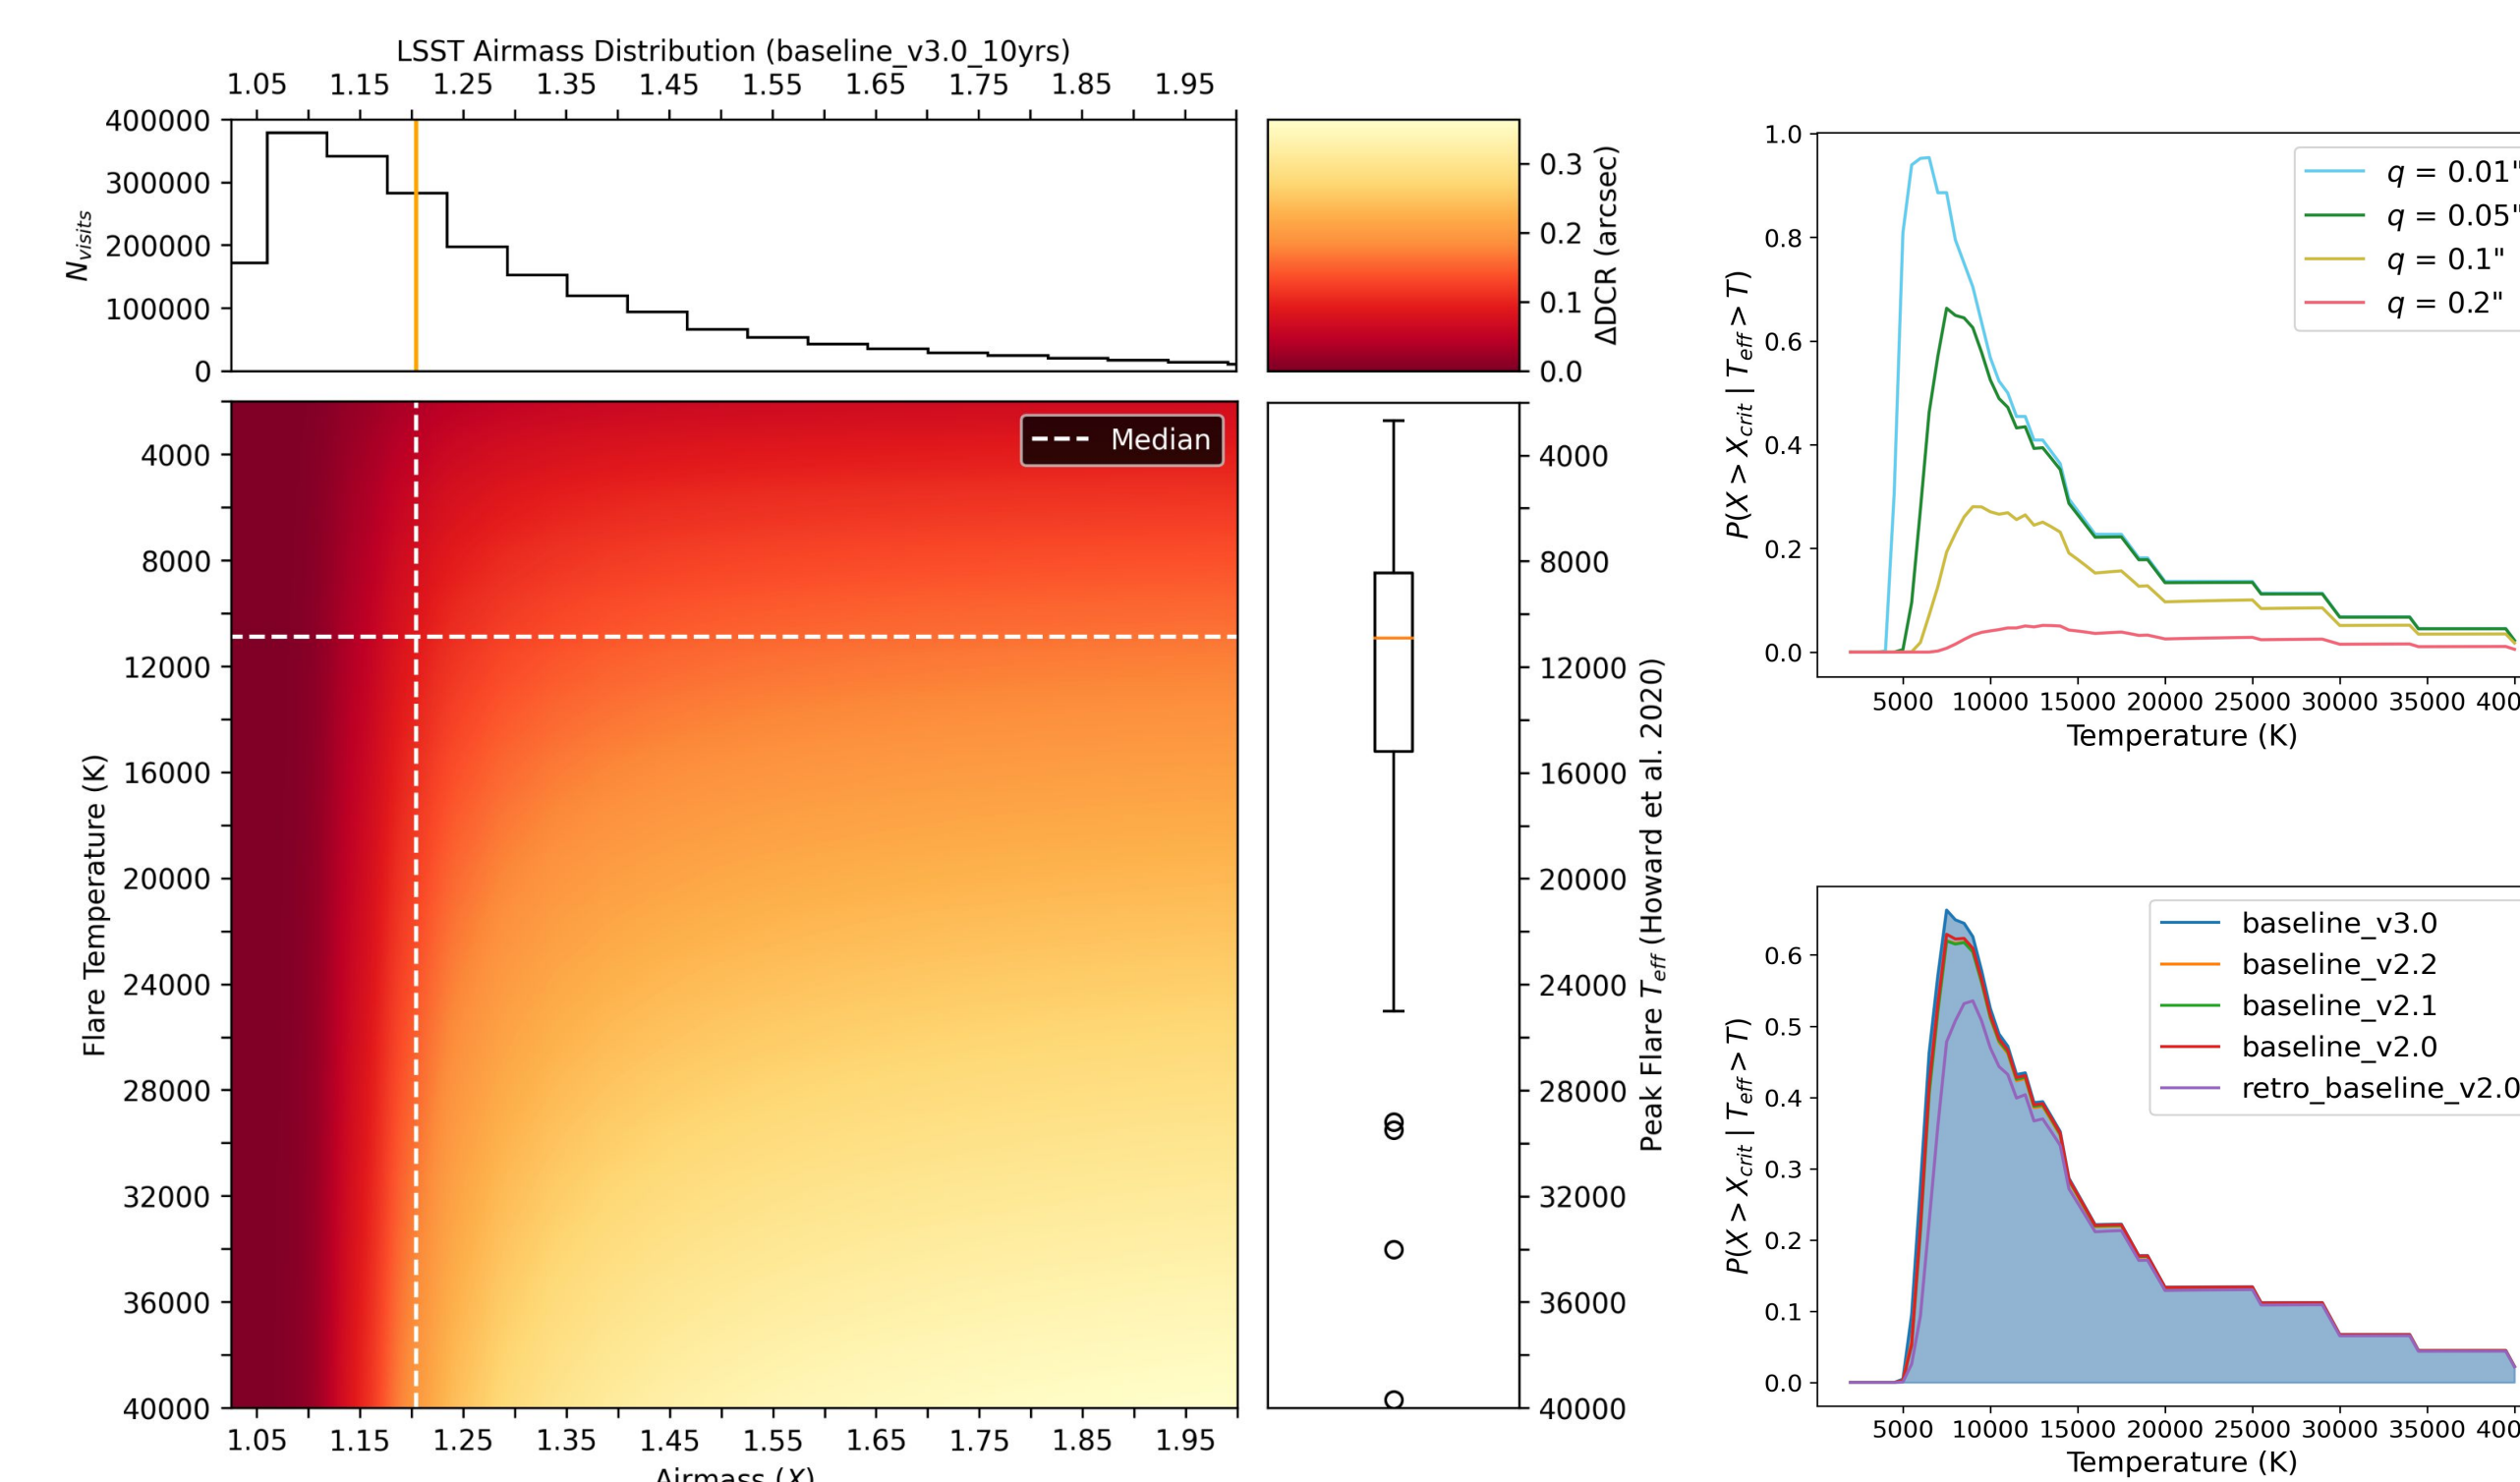 LSST Airmass Distribution (baseline_v3.0_10yrs)
1.05 1.15 1.25 1.35 1.45 1.55 1.65 1.75 1.85 1.95
400000
300000
200000
100000
0
N_visits
0.3
0.2
0.1
0.0
ΔDCR (arcsec)
Median
4000
8000
12000
16000
20000
24000
28000
32000
36000
40000
Flare Temperature (K)
1.05 1.15 1.25 1.35 1.45 1.55 1.65 1.75 1.85 1.95
Airmass (X)
4000
8000
12000
16000
20000
24000
28000
32000
36000
40000
Peak Flare T_eff (Howard et al. 2020)
1.0
0.8
0.6
0.4
0.2
0.0
P(X > X_crit | T_eff > T)
q = 0.01"
q = 0.05"
q = 0.1"
q = 0.2"
5000 10000 15000 20000 25000 30000 35000 400
Temperature (K)
0.6
0.5
0.4
0.3
0.2
0.1
0.0
P(X > X_crit | T_eff > T)
baseline_v3.0
baseline_v2.2
baseline_v2.1
baseline_v2.0
retro_baseline_v2.0
5000 10000 15000 20000 25000 30000 35000 400
Temperature (K)